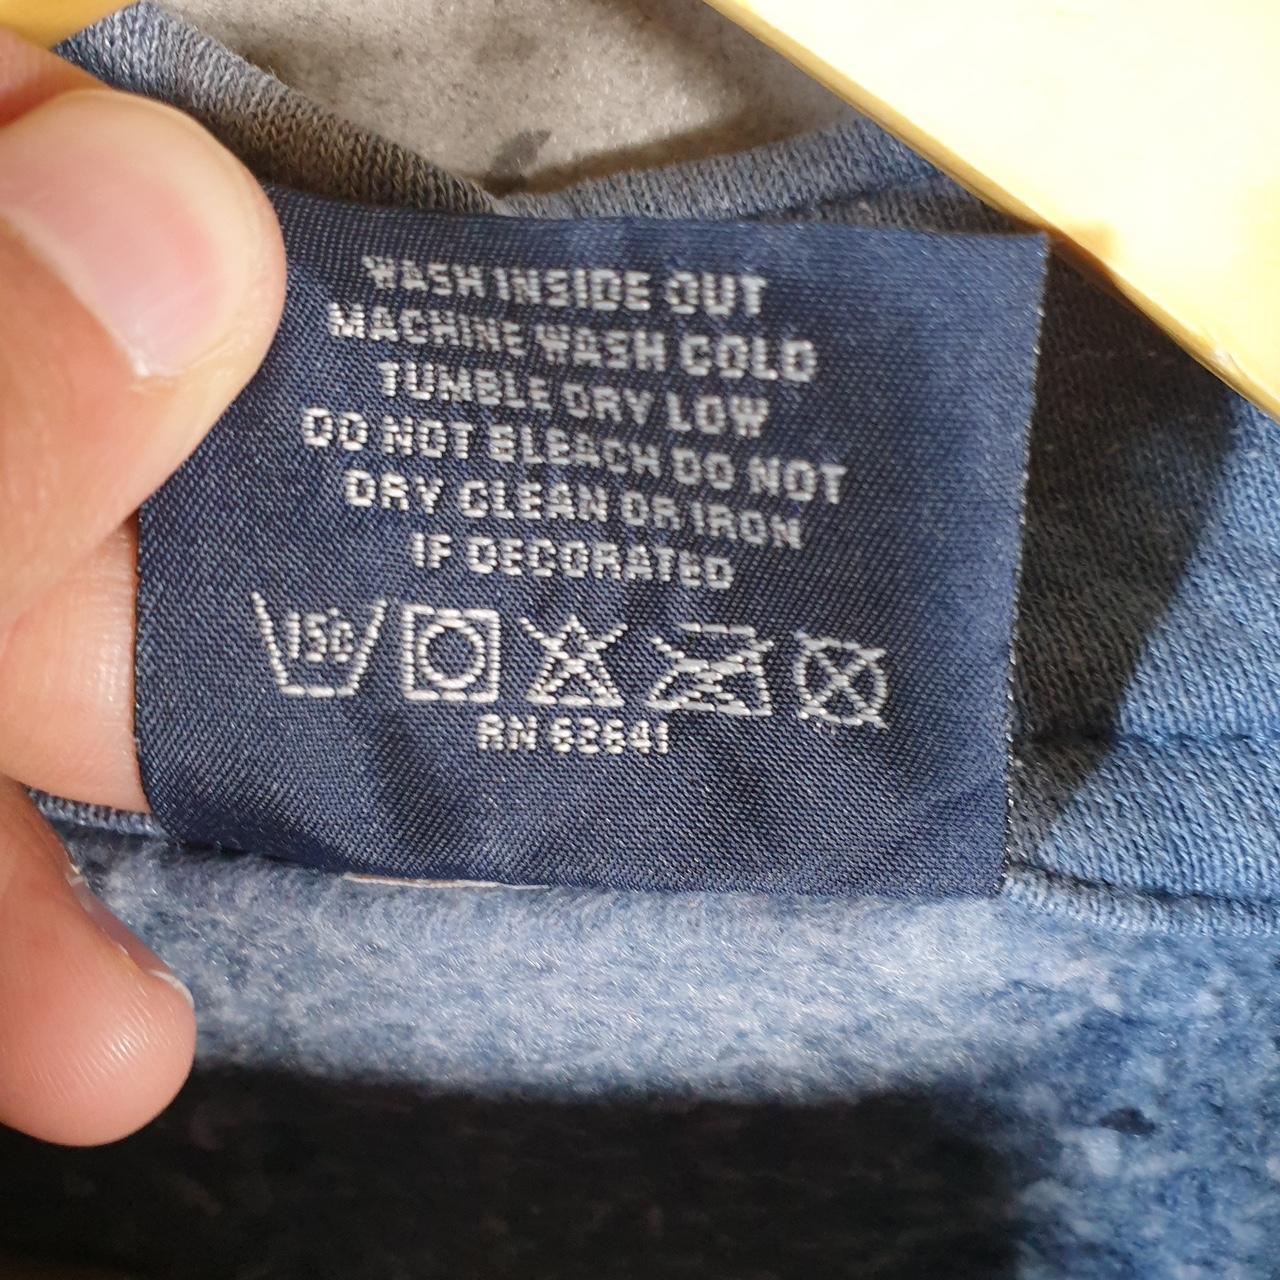 WASH INSIDE OUT
MACHINE WASH COLD
TUMBLE DRY LOW
DO NOT BLEACH DO NOT
DRY CLEAN OR IRON
IF DECORATED
15c
RN 62641